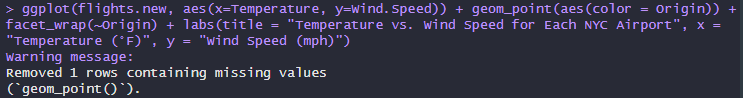 > ggplot(flights.new, aes(x=Temperature, y=Wind.Speed)) + geom_point(aes(color = Origin)) +
facet_wrap(~Origin) + labs(title = "Temperature vs. Wind Speed for Each NYC Airport", x =
"Temperature (°F)", y = "Wind Speed (mph)")
Warning message:
Removed 1 rows containing missing values
(`geom_point()`).